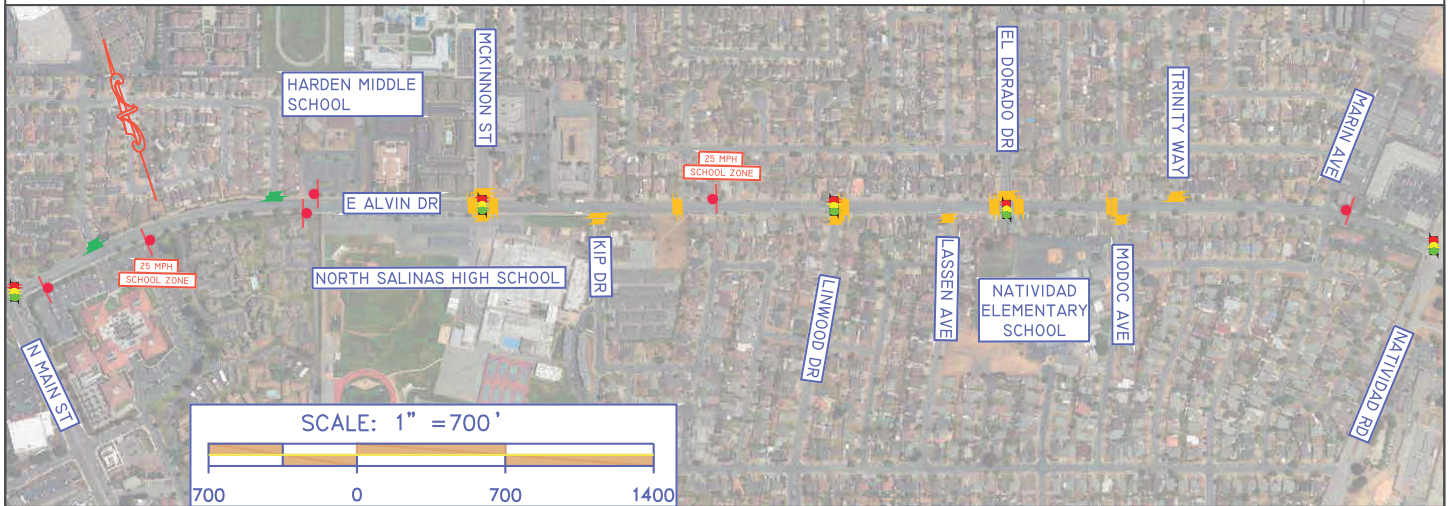 MCKINNON ST
EL DORADO DR
HARDEN MIDDLE
SCHOOL
TRINITY WAY
MARIN AVE
25 MPH
SCHOOL ZONE
E ALVIN DR
25 MPH
SCHOOL ZONE
NORTH SALINAS HIGH SCHOOL
KIP DR
LINWOOD DR
LASSEN AVE
NATIVIDAD
ELEMENTARY
SCHOOL
MODOC AVE
N MAIN ST
NATIVIDAD RD
SCALE: 1" =700'
700
0
700
1400